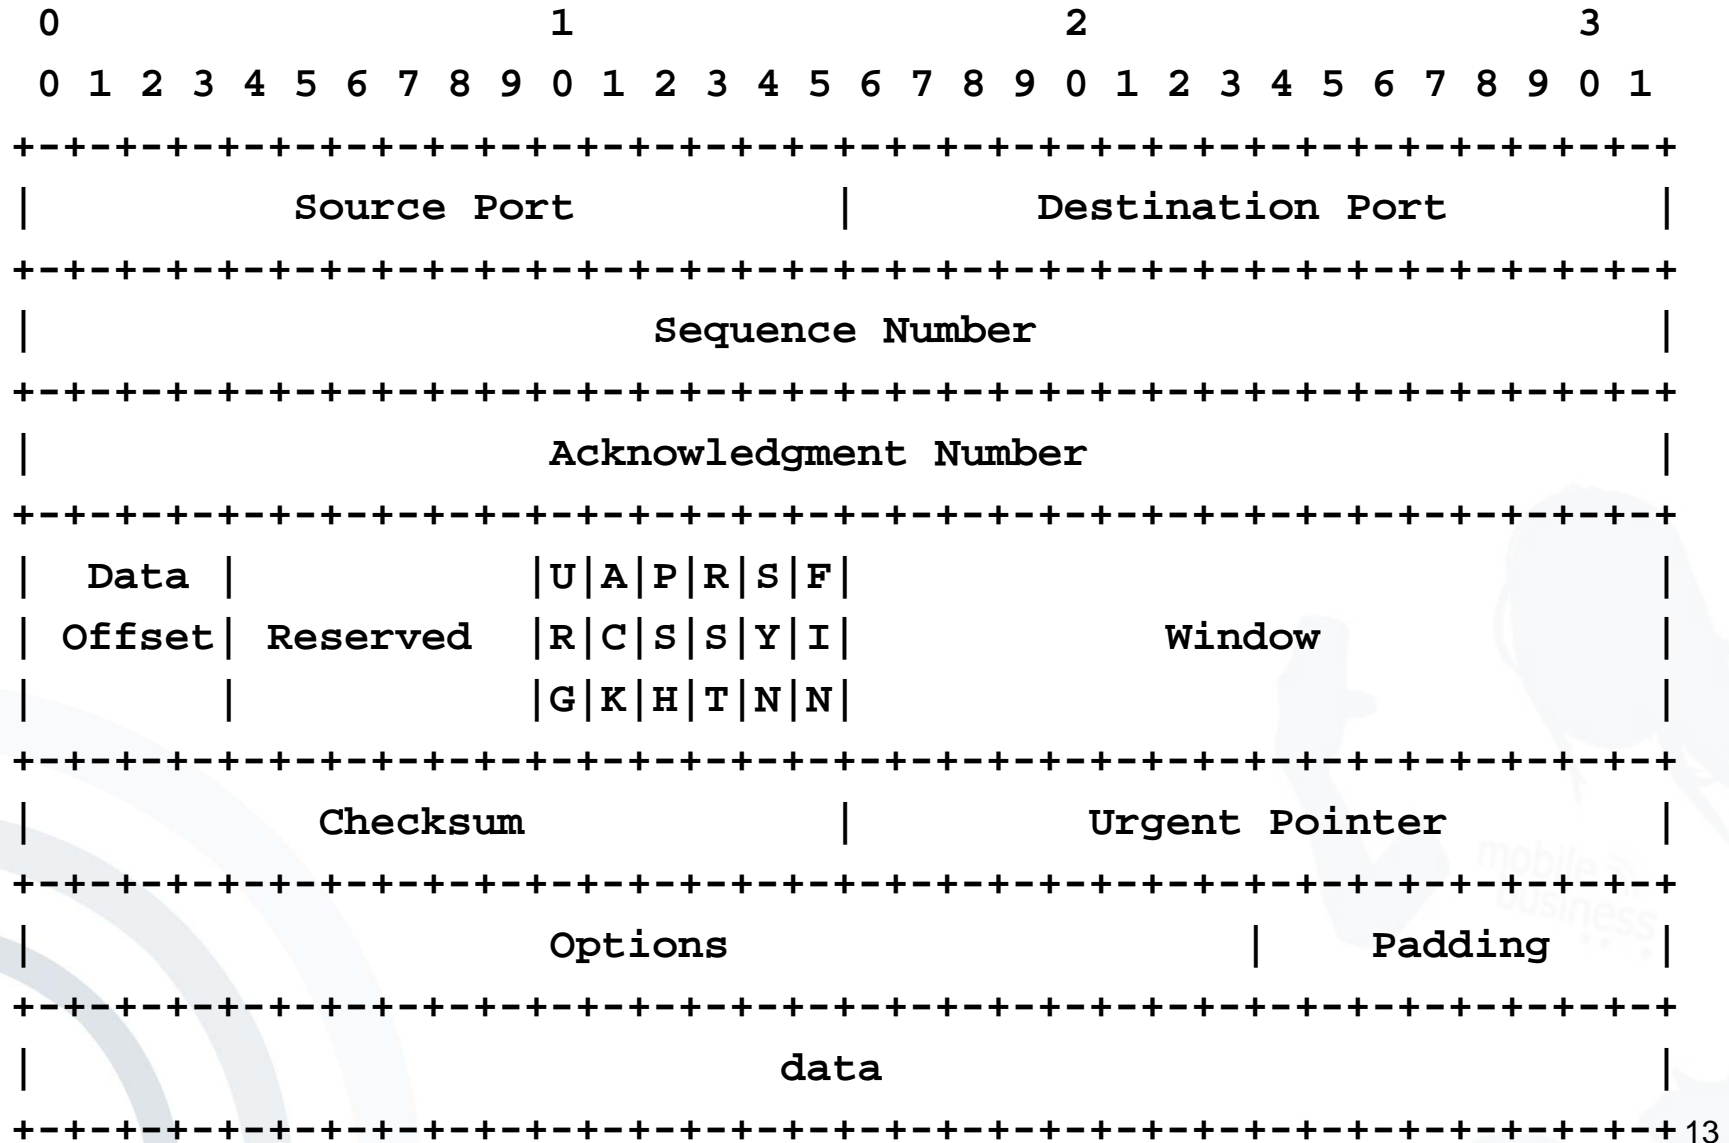 0                   1                   2                   3
 0 1 2 3 4 5 6 7 8 9 0 1 2 3 4 5 6 7 8 9 0 1 2 3 4 5 6 7 8 9 0 1
+-+-+-+-+-+-+-+-+-+-+-+-+-+-+-+-+-+-+-+-+-+-+-+-+-+-+-+-+-+-+-+-+
|          Source Port          |       Destination Port        |
+-+-+-+-+-+-+-+-+-+-+-+-+-+-+-+-+-+-+-+-+-+-+-+-+-+-+-+-+-+-+-+-+
|                        Sequence Number                        |
+-+-+-+-+-+-+-+-+-+-+-+-+-+-+-+-+-+-+-+-+-+-+-+-+-+-+-+-+-+-+-+-+
|                    Acknowledgment Number                      |
+-+-+-+-+-+-+-+-+-+-+-+-+-+-+-+-+-+-+-+-+-+-+-+-+-+-+-+-+-+-+-+-+
|  Data |           |U|A|P|R|S|F|                               |
| Offset| Reserved  |R|C|S|S|Y|I|            Window             |
|       |           |G|K|H|T|N|N|                               |
+-+-+-+-+-+-+-+-+-+-+-+-+-+-+-+-+-+-+-+-+-+-+-+-+-+-+-+-+-+-+-+-+
|           Checksum            |         Urgent Pointer        |
mobile
+-+-+-+-+-+-+-+-+-+-+-+-+-+-+-+-+-+-+-+-+-+-+-+-+-+-+-+-+-+-+-+-+
business
|                    Options                    |    Padding    |
+-+-+-+-+-+-+-+-+-+-+-+-+-+-+-+-+-+-+-+-+-+-+-+-+-+-+-+-+-+-+-+-+
|                             data                              |
+-+-+-+-+-+-+-+-+-+-+-+-+-+-+-+-+-+-+-+-+-+-+-+-+-+-+-+-+-+-+-+-+
13